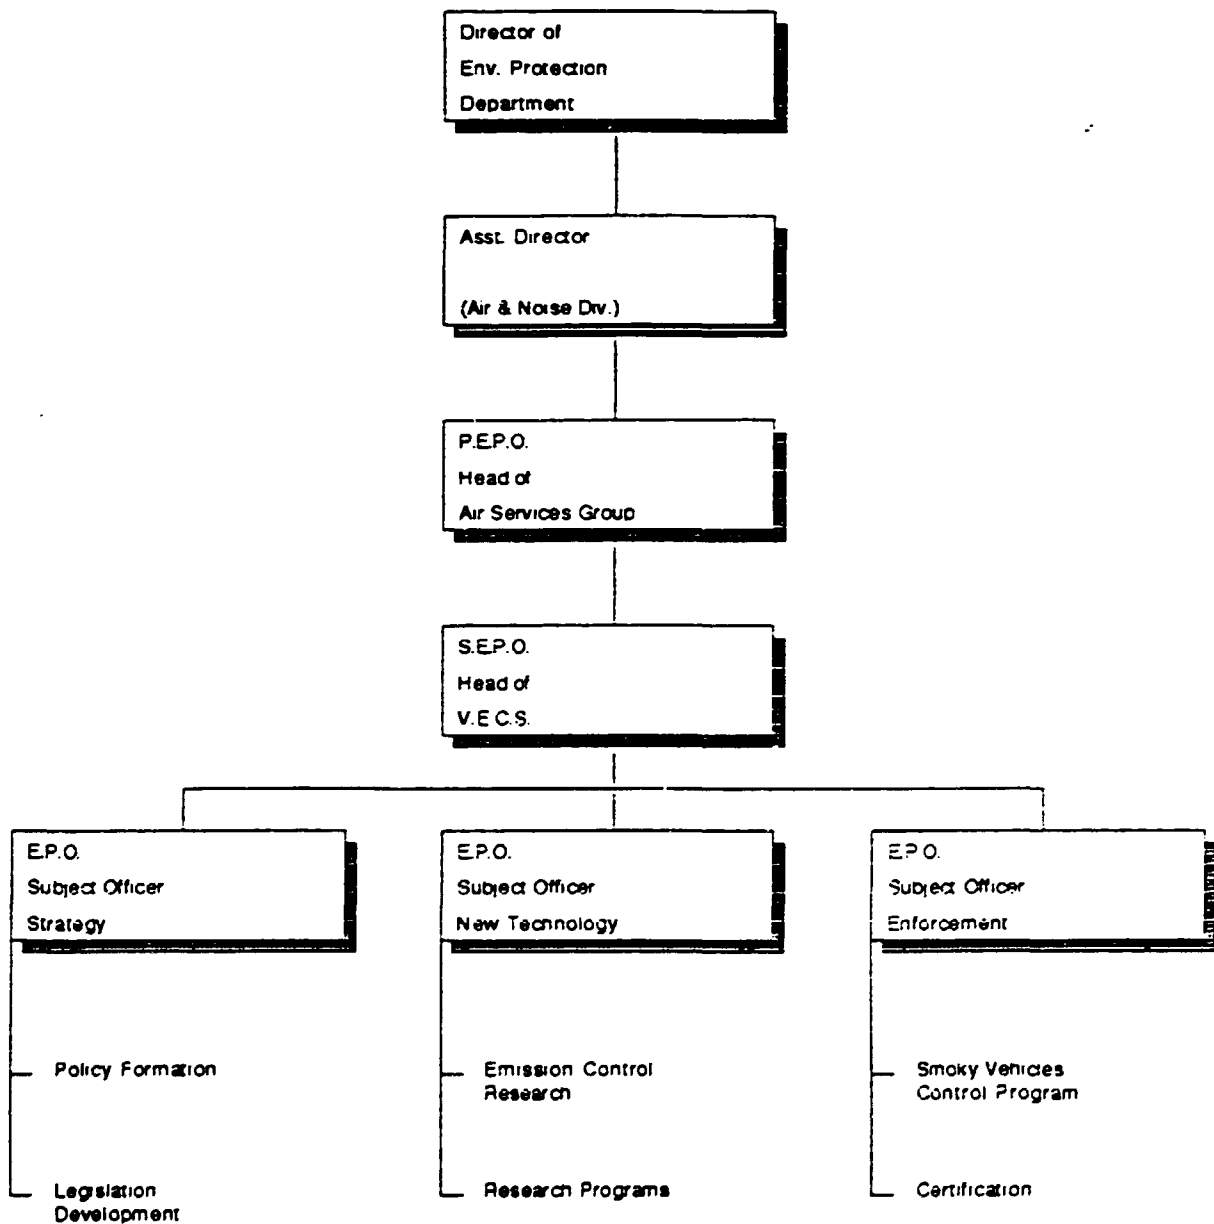 Director of
Env. Protection
Department
Asst. Director
(Air & Noise Div.)
P.E.P.O.
Head of
Air Services Group
S.E.P.O.
Head of
V.E.C.S.
E.P.O.
Subject Officer
Strategy
E.P.O.
Subject Officer
New Technology
E.P.O.
Subject Officer
Enforcement
Policy Formation
Legislation
Development
Emission Control
Research
Research Programs
Smoky Vehicles
Control Program
Certification